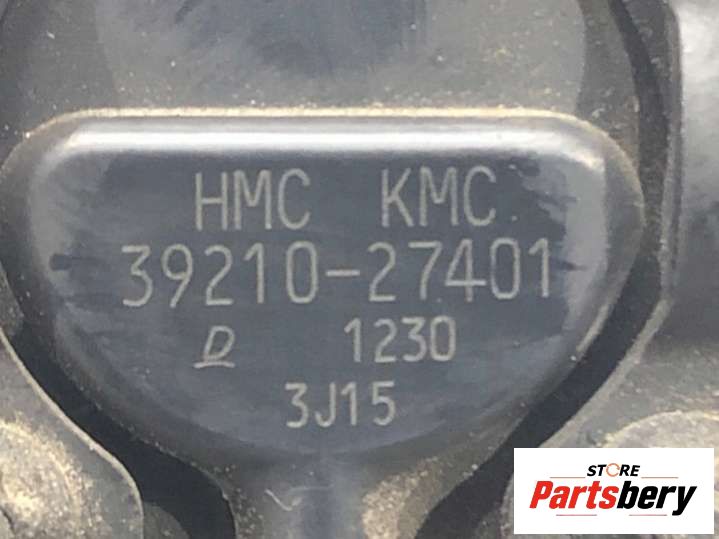 HMC KMC
39210-27401
D 1230
3J15
STORE
Partsbery